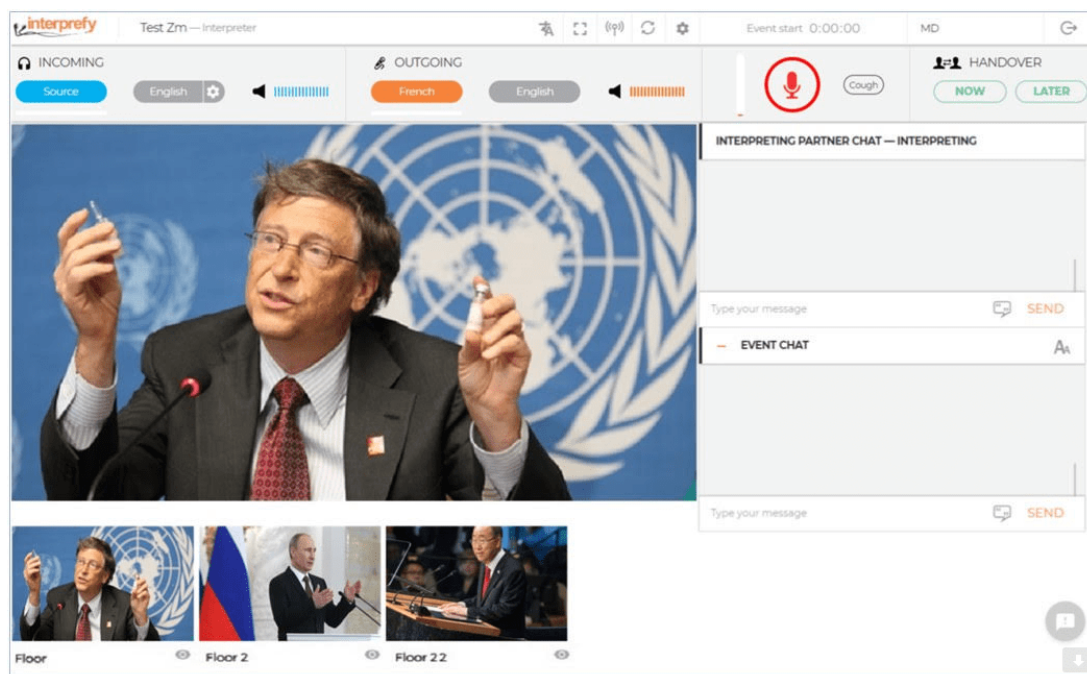 interprefy
Test Zm — Interpreter
Event start 0:00:00
MD
INCOMING
Source
English
OUTGOING
French
English
Cough
HANDOVER
NOW
LATER
INTERPRETING PARTNER CHAT — INTERPRETING
Type your message
SEND
EVENT CHAT
AA
Type your message
SEND
Floor
Floor 2
Floor 22